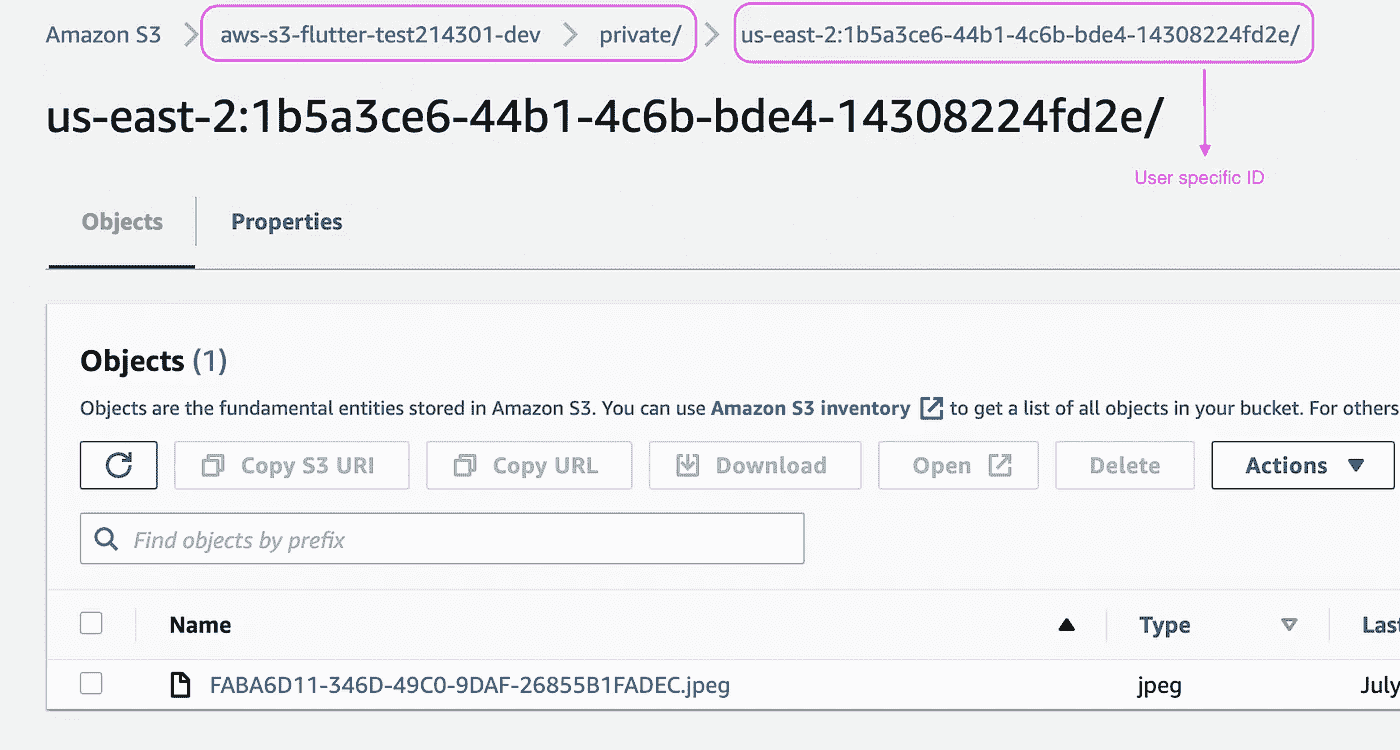 Amazon S3 > aws-s3-flutter-test214301-dev > private/ > us-east-2:1b5a3ce6-44b1-4c6b-bde4-14308224fd2e/
us-east-2:1b5a3ce6-44b1-4c6b-bde4-14308224fd2e/
User specific ID
Objects Properties
Objects (1)
Objects are the fundamental entities stored in Amazon S3. You can use Amazon S3 inventory to get a list of all objects in your bucket. For others
Copy S3 URI Copy URL Download Open Delete Actions
Find objects by prefix
Name Type Last
FABA6D11-346D-49C0-9DAF-26855B1FADEC.jpeg jpeg July